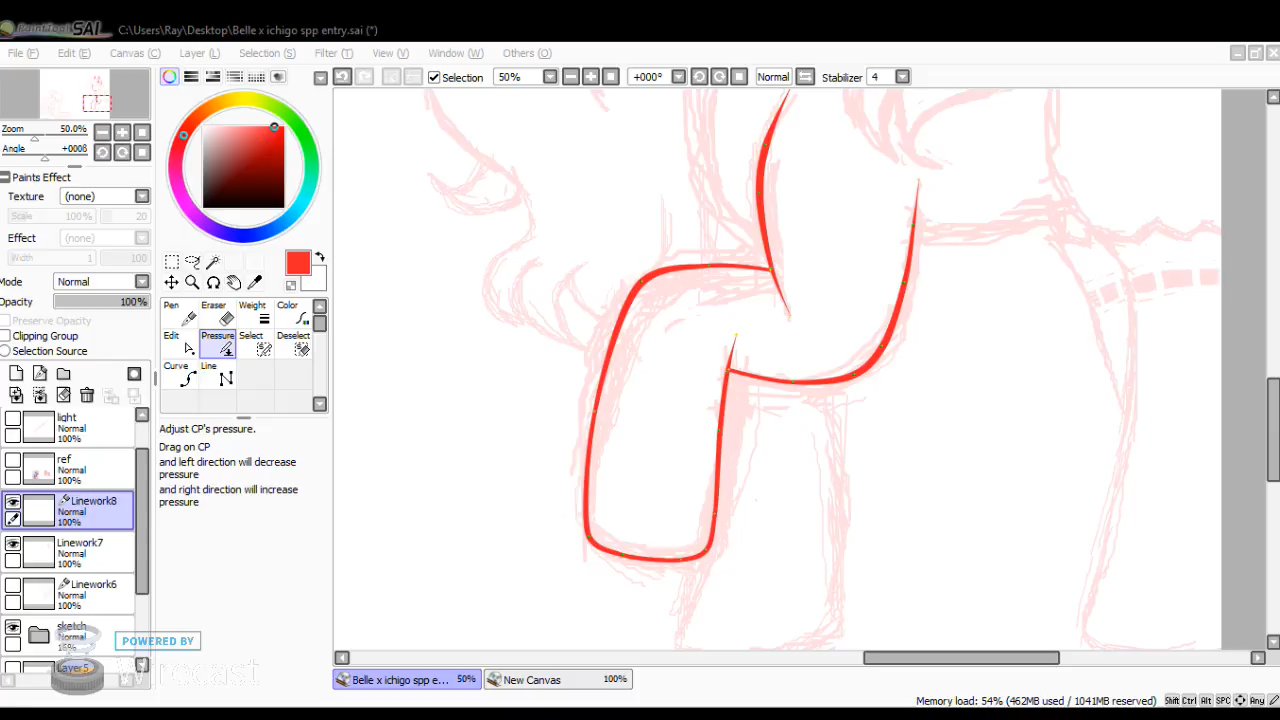 PaintTool SAI C:\Users\Ray\Desktop\Belle x ichigo spp entry.sai (*)
File (F) Edit (E) Canvas (C) Layer (L) Selection (S) Filter (T) View (V) Window (W) Others (O)
Selection 50% +000° Normal Stabilizer 4
Zoom 50.0%
Angle +000ß
Paints Effect
Texture (none)
Scale 100% 20
Effect (none)
Width 1 100
Mode Normal
Opacity 100%
Preserve Opacity
Clipping Group
Selection Source
Pen Eraser Weight Color
Edit Pressure Select Deselect
Curve Line
Adjust CP's pressure.
Drag on CP
and left direction will decrease
pressure
and right direction will increase
pressure
light
Normal
100%
ref
Normal
100%
Linework8
Normal
100%
Linework7
Normal
100%
Linework6
Normal
100%
sketch
Normal
Layer5
POWERED BY
Wirecast
Belle x ichigo spp e... 50% New Canvas 100%
Memory load: 54% (462MB used / 1041MB reserved) Shift Ctrl Alt SPC Any